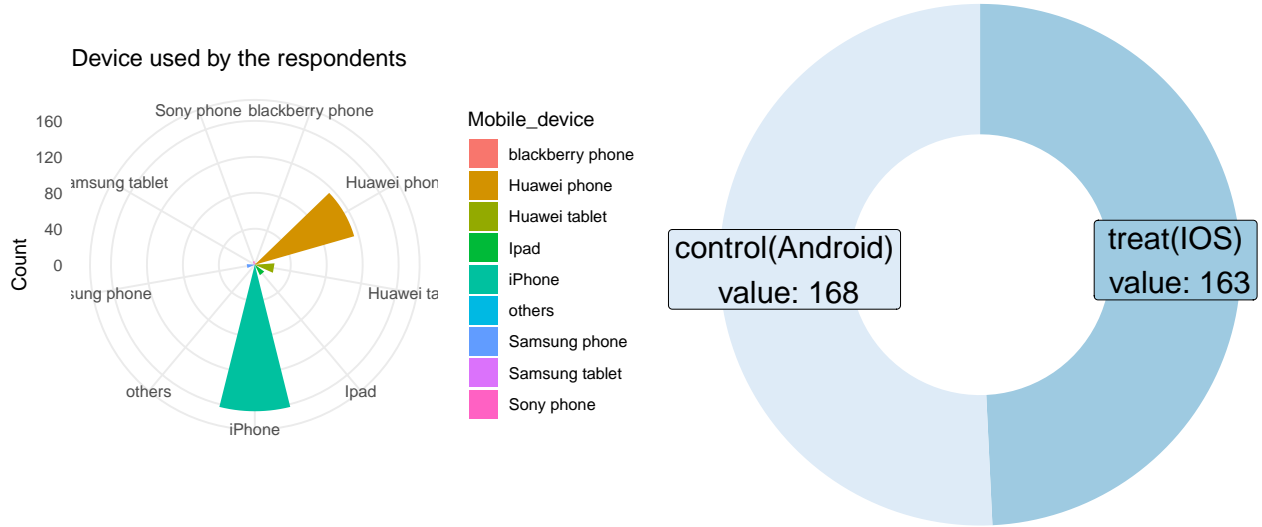 Device used by the respondents
Sony phone
blackberry phone
amsung tablet
Huawei phon
sung phone
Huawei ta
others
Ipad
iPhone
160
120
80
40
0
Count
Mobile_device
blackberry phone
Huawei phone
Huawei tablet
Ipad
iPhone
others
Samsung phone
Samsung tablet
Sony phone
control(Android)
value: 168
treat(IOS)
value: 163